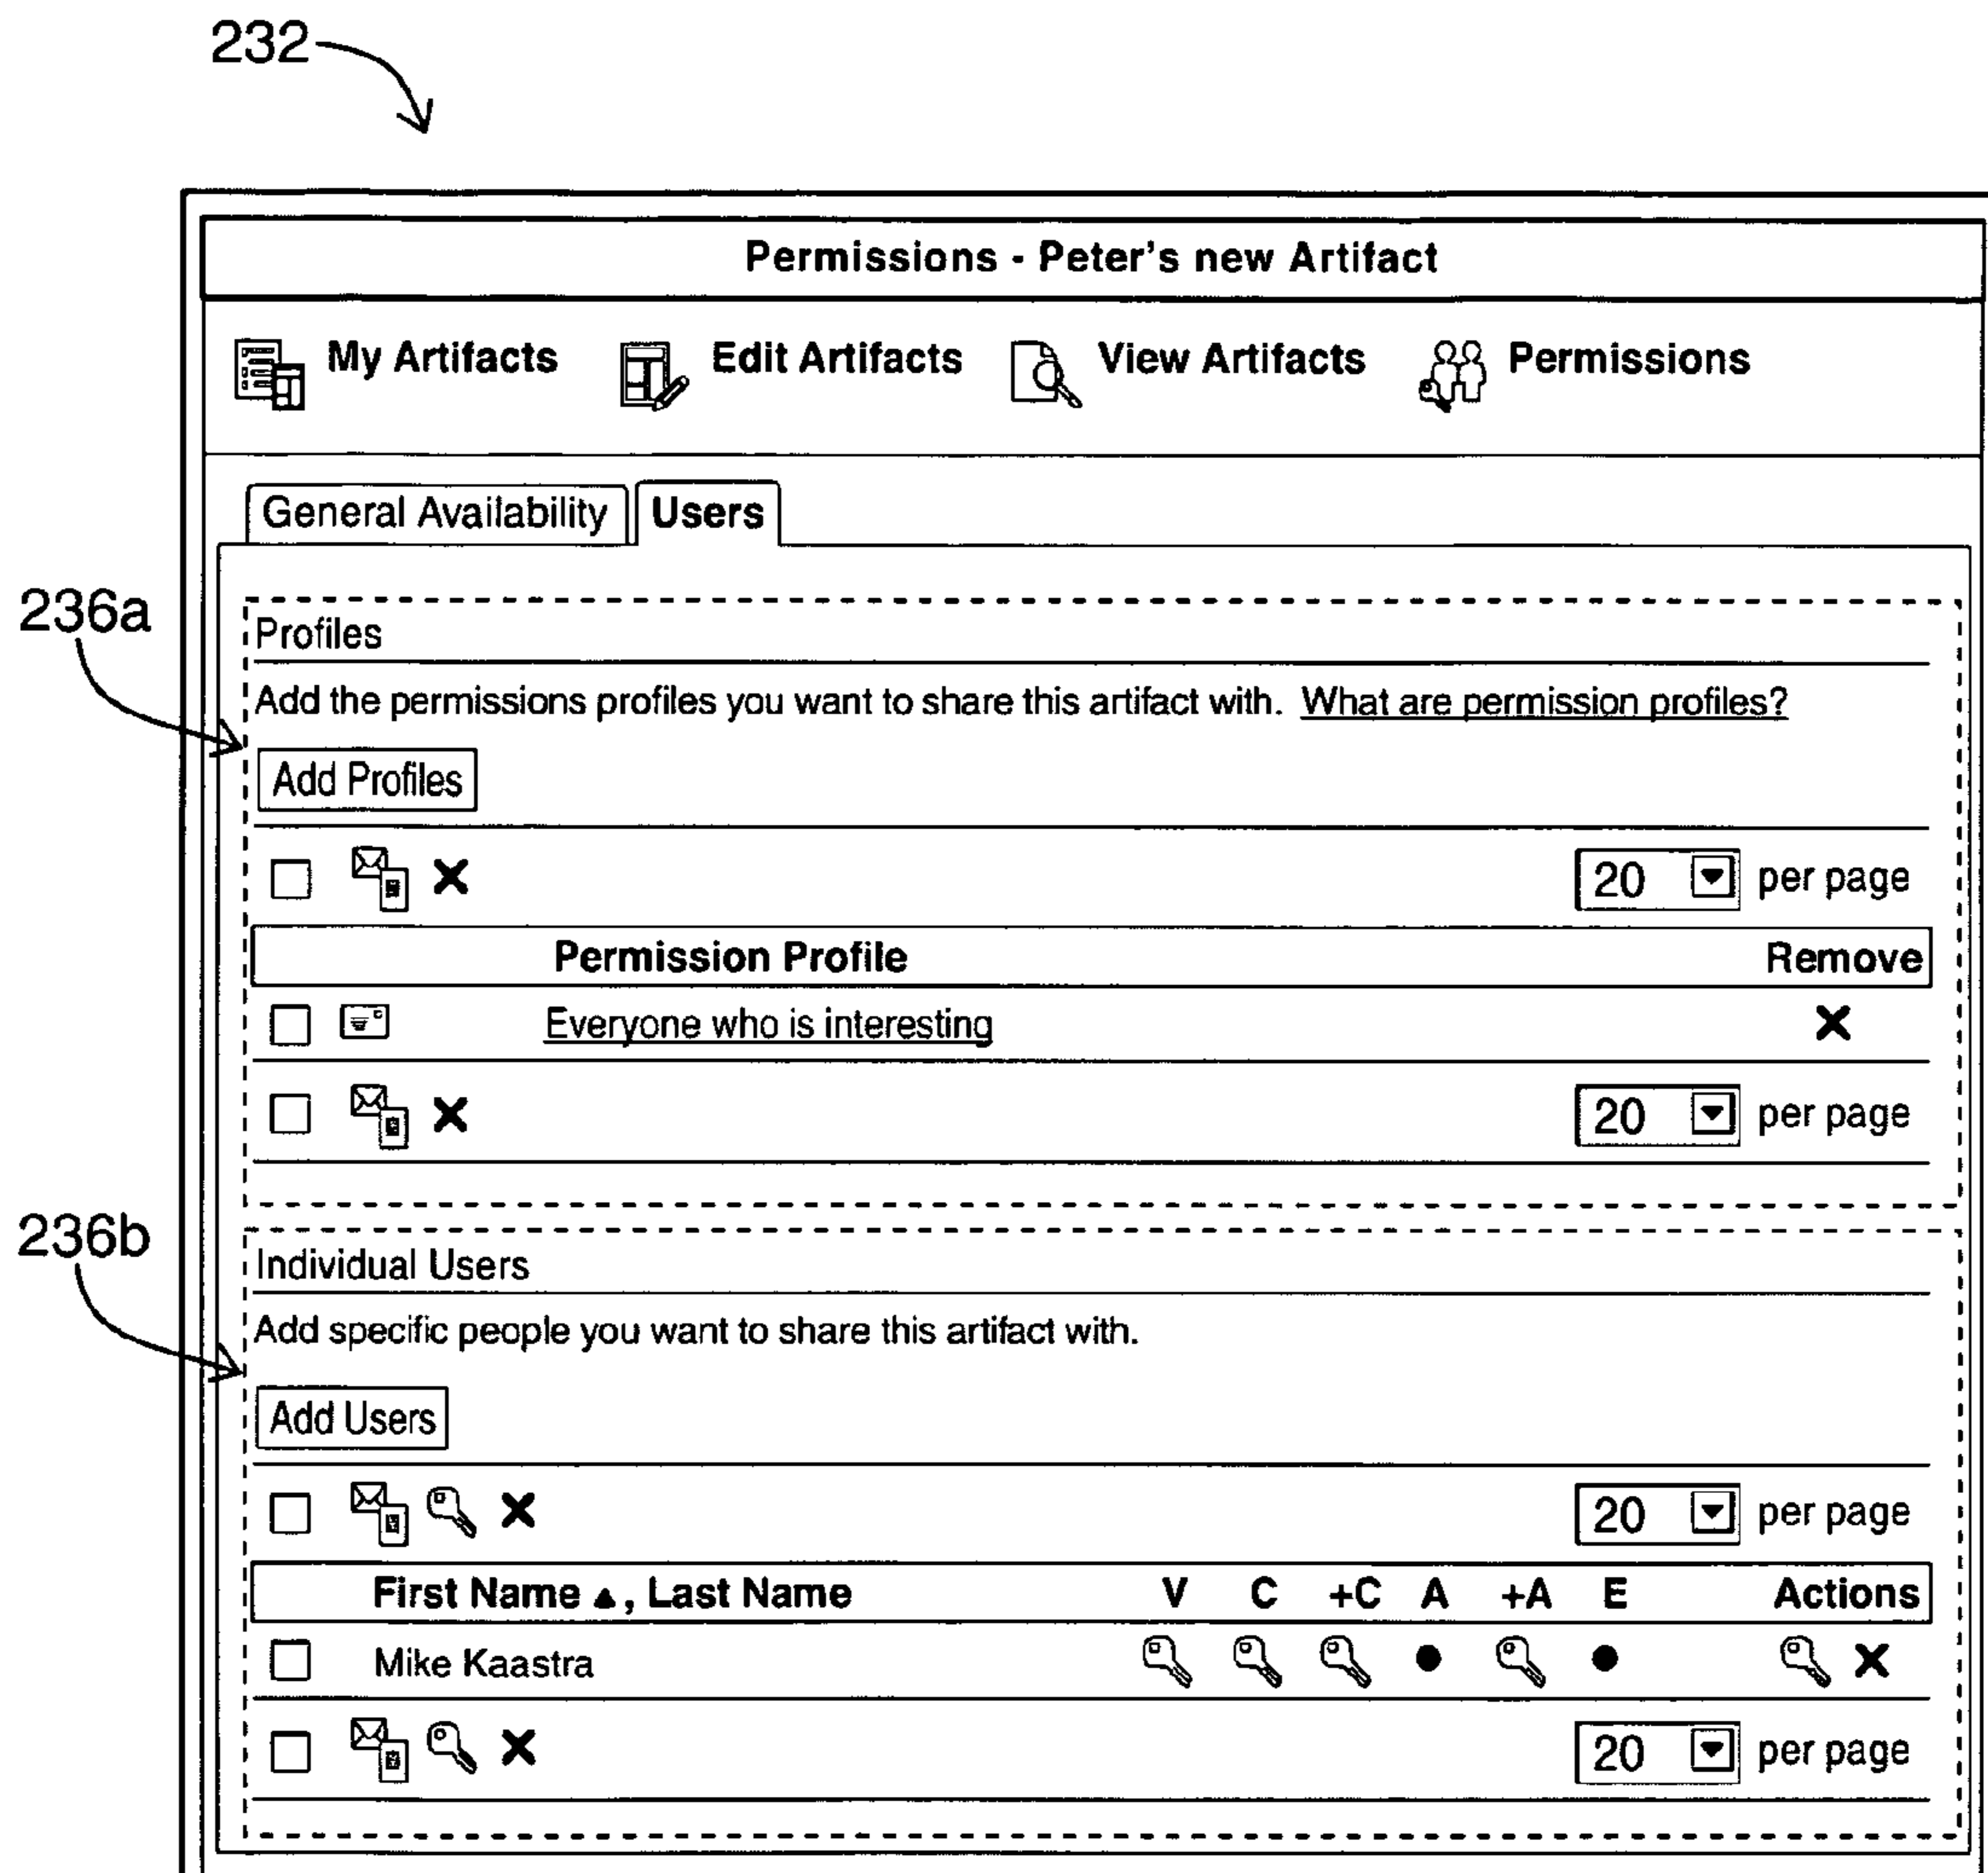 232
Permissions - Peter's new Artifact
My Artifacts Edit Artifacts View Artifacts Permissions
General Availability Users
236a
Profiles
Add the permissions profiles you want to share this artifact with. What are permission profiles?
Add Profiles
20 per page
Permission Profile Remove
Everyone who is interesting
20 per page
236b
Individual Users
Add specific people you want to share this artifact with.
Add Users
20 per page
First Name ▲, Last Name V C +C A +A E Actions
Mike Kaastra
20 per page